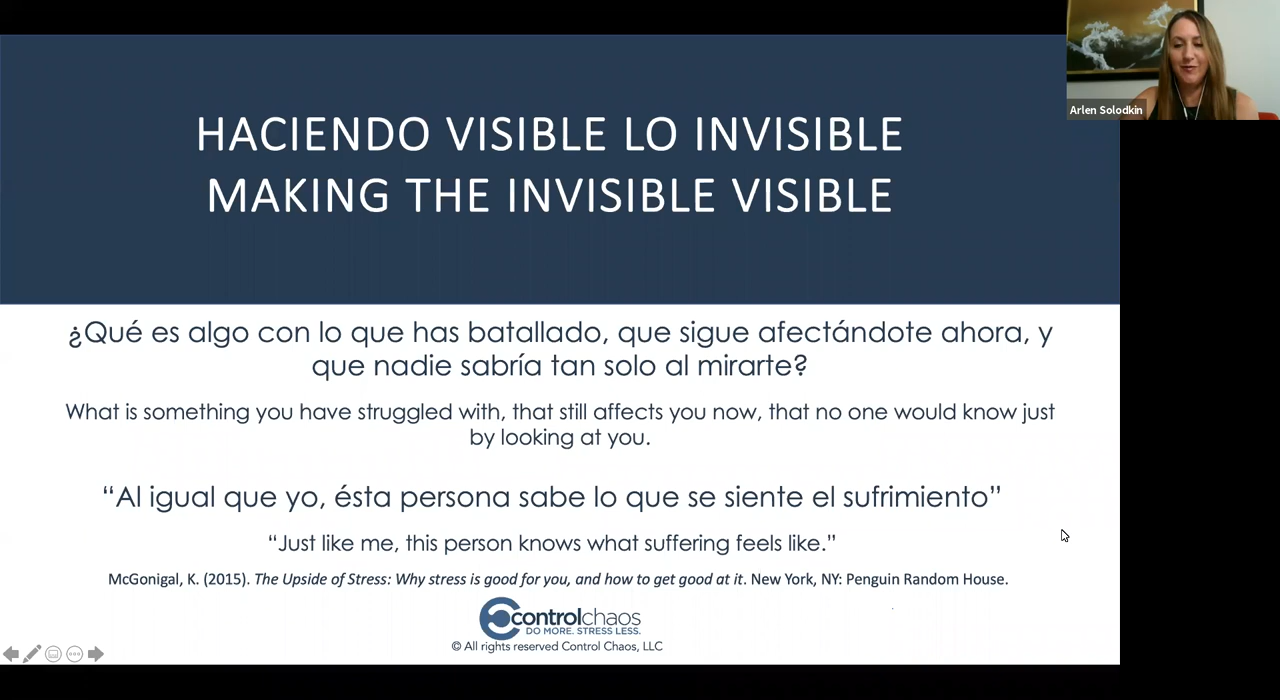 HACIENDO VISIBLE LO INVISIBLE
MAKING THE INVISIBLE VISIBLE
Arlen Solodkin
¿Qué es algo con lo que has batallado, que sigue afectándote ahora, y
que nadie sabría tan solo al mirarte?
What is something you have struggled with, that still affects you now, that no one would know just
by looking at you.
“Al igual que yo, ésta persona sabe lo que se siente el sufrimiento”
“Just like me, this person knows what suffering feels like.”
McGonigal, K. (2015). The Upside of Stress: Why stress is good for you, and how to get good at it. New York, NY: Penguin Random House.
controlchaos
DO MORE. STRESS LESS.
© All rights reserved Control Chaos, LLC